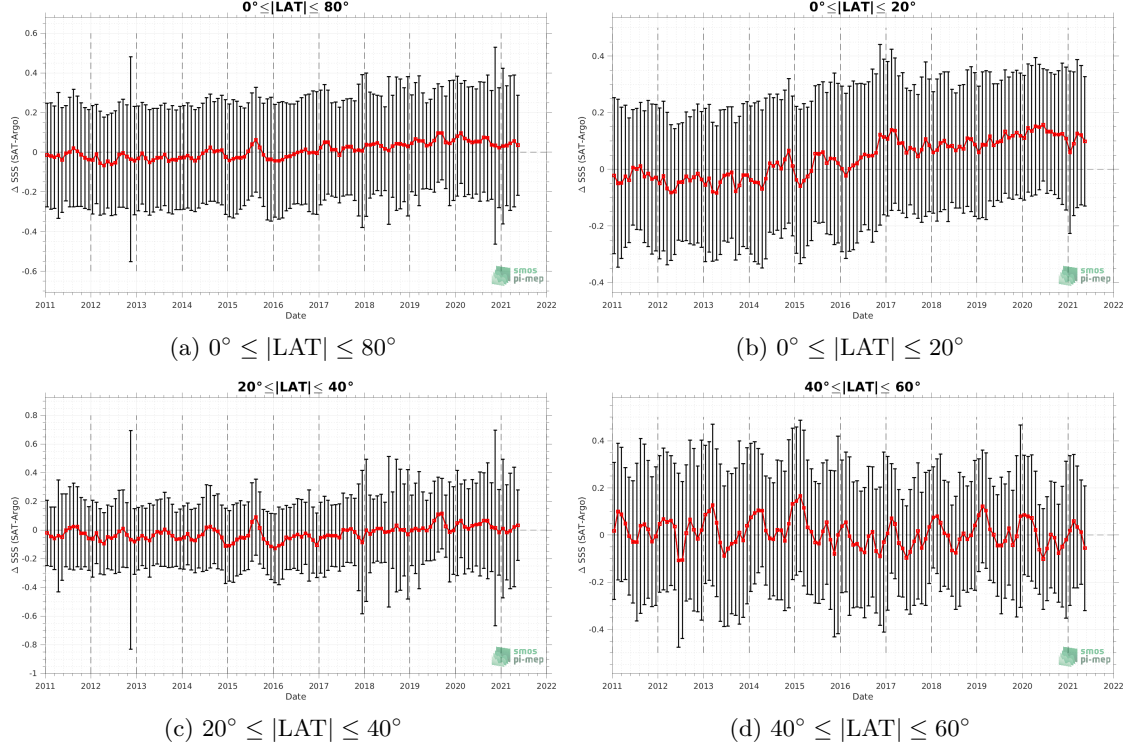 0°≤|LAT|≤ 80°
Δ SSS (SAT-Argo)
0.6
0.4
0.2
0
-0.2
-0.4
-0.6
2011 2012 2013 2014 2015 2016 2017 2018 2019 2020 2021 2022
Date
smos
pi-mep
(a) 0° ≤ |LAT| ≤ 80°
0°≤|LAT|≤ 20°
Δ SSS (SAT-Argo)
0.4
0.2
0
-0.2
-0.4
2011 2012 2013 2014 2015 2016 2017 2018 2019 2020 2021 2022
Date
smos
pi-mep
(b) 0° ≤ |LAT| ≤ 20°
20°≤|LAT|≤ 40°
Δ SSS (SAT-Argo)
0.8
0.6
0.4
0.2
0
-0.2
-0.4
-0.6
-0.8
-1
2011 2012 2013 2014 2015 2016 2017 2018 2019 2020 2021 2022
Date
smos
pi-mep
(c) 20° ≤ |LAT| ≤ 40°
40°≤|LAT|≤ 60°
Δ SSS (SAT-Argo)
0.4
0.2
0
-0.2
-0.4
2011 2012 2013 2014 2015 2016 2017 2018 2019 2020 2021 2022
Date
smos
pi-mep
(d) 40° ≤ |LAT| ≤ 60°